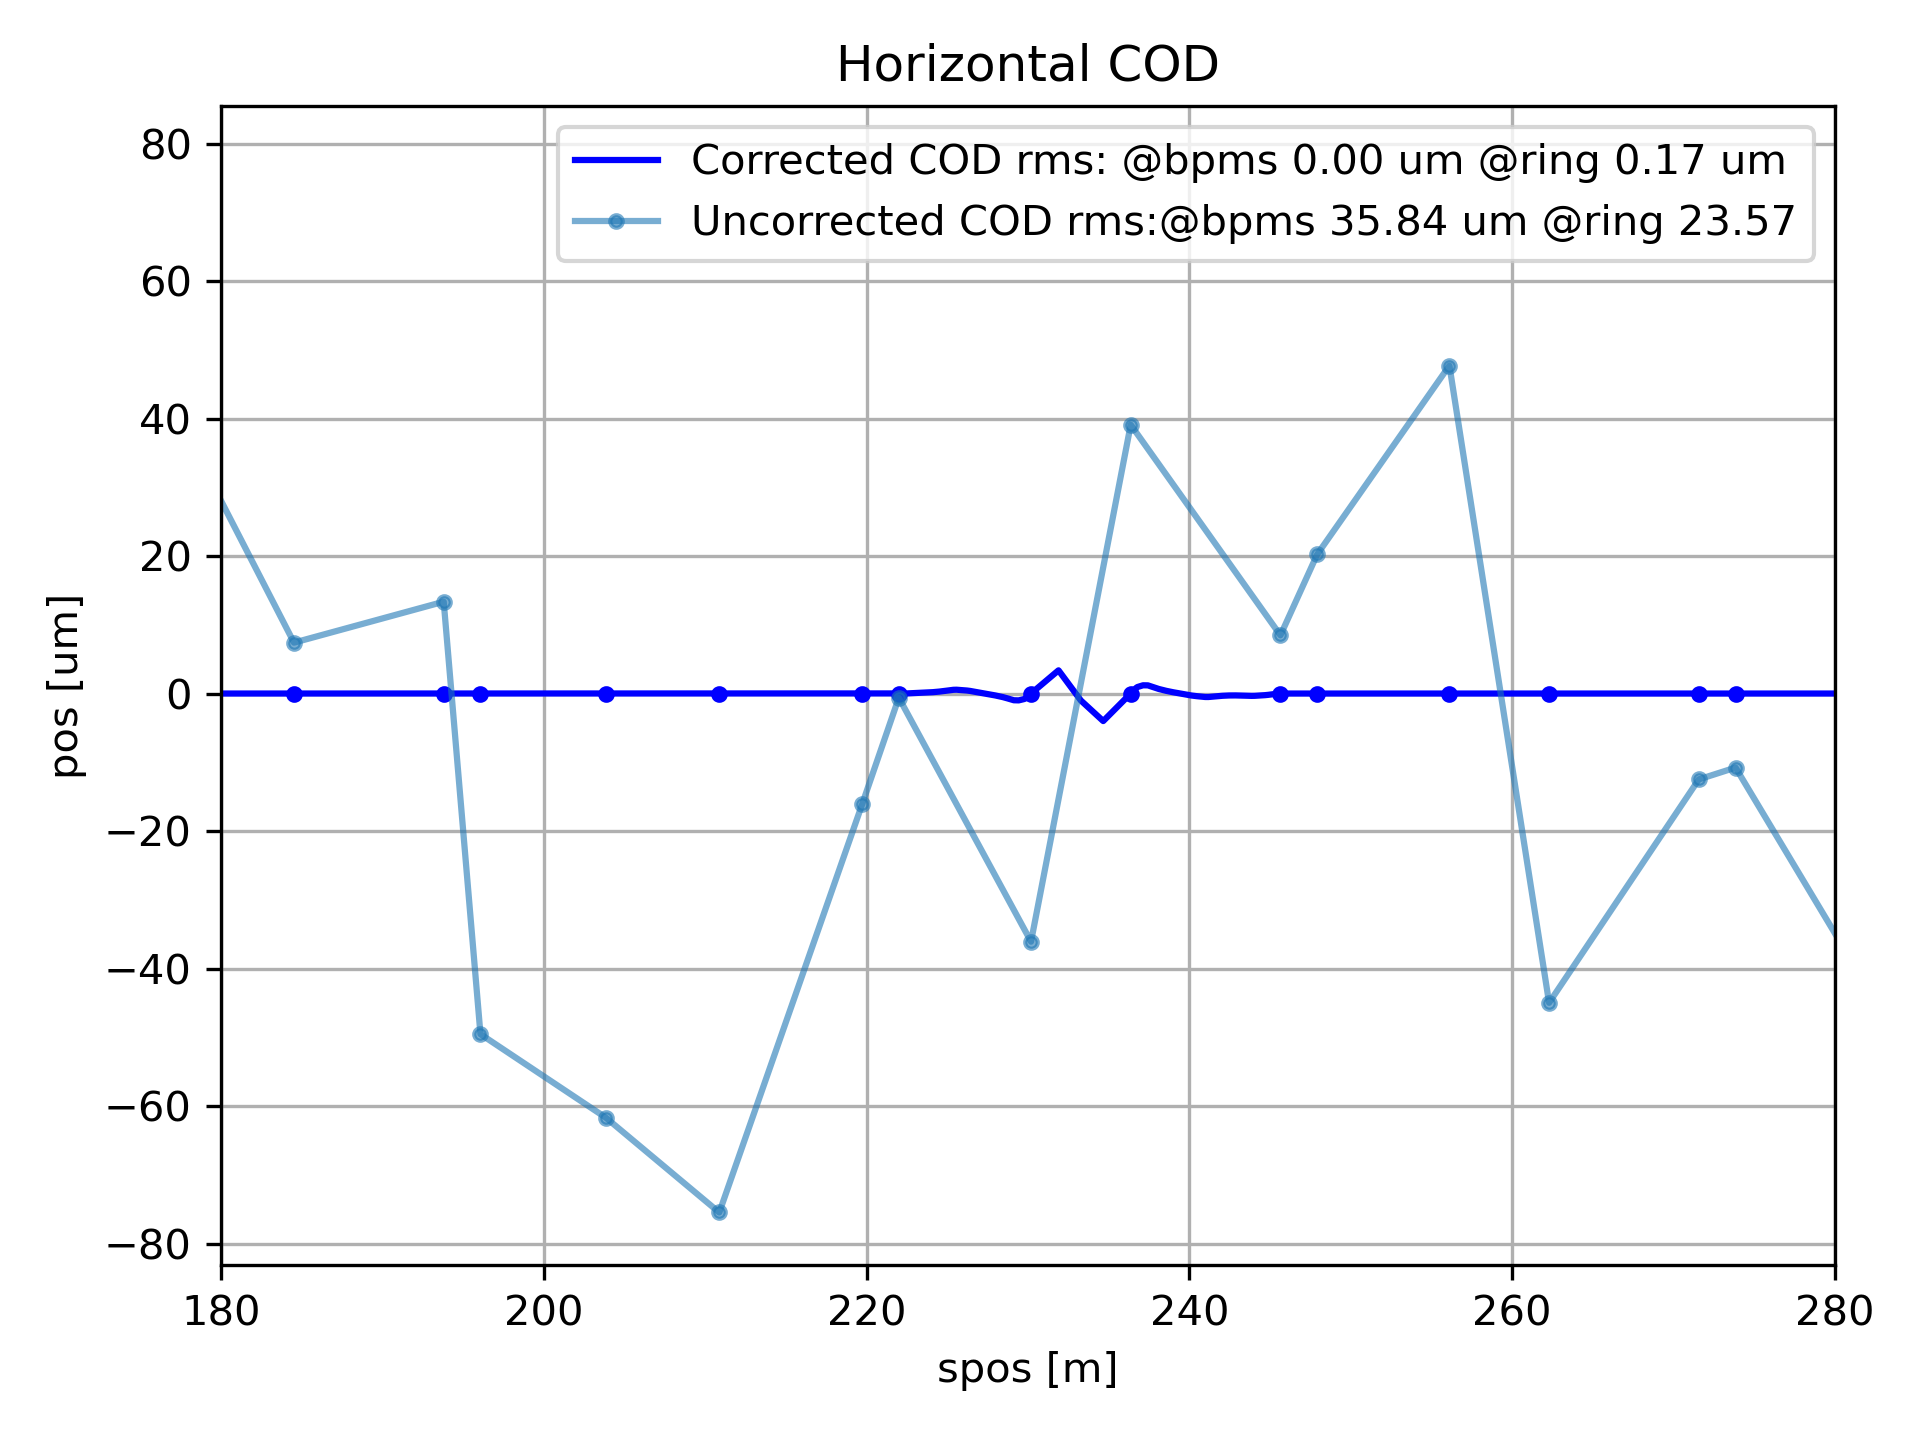 Horizontal COD
Corrected COD rms: @bpms 0.00 um @ring 0.17 um
Uncorrected COD rms:@bpms 35.84 um @ring 23.57
80
60
40
20
0
−20
−40
−60
−80
pos [um]
180 200 220 240 260 280
spos [m]